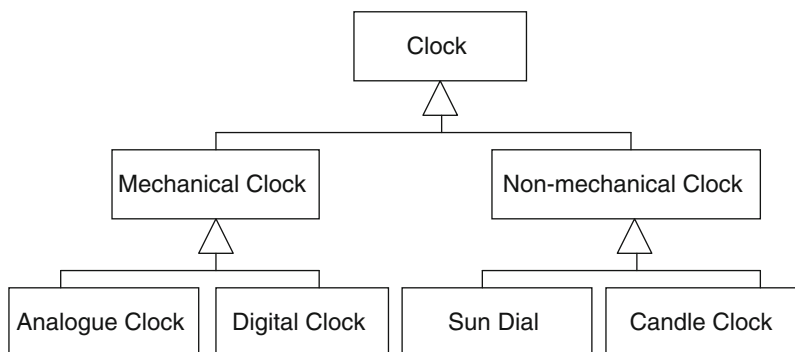 Clock
Mechanical Clock
Non-mechanical Clock
Analogue Clock
Digital Clock
Sun Dial
Candle Clock